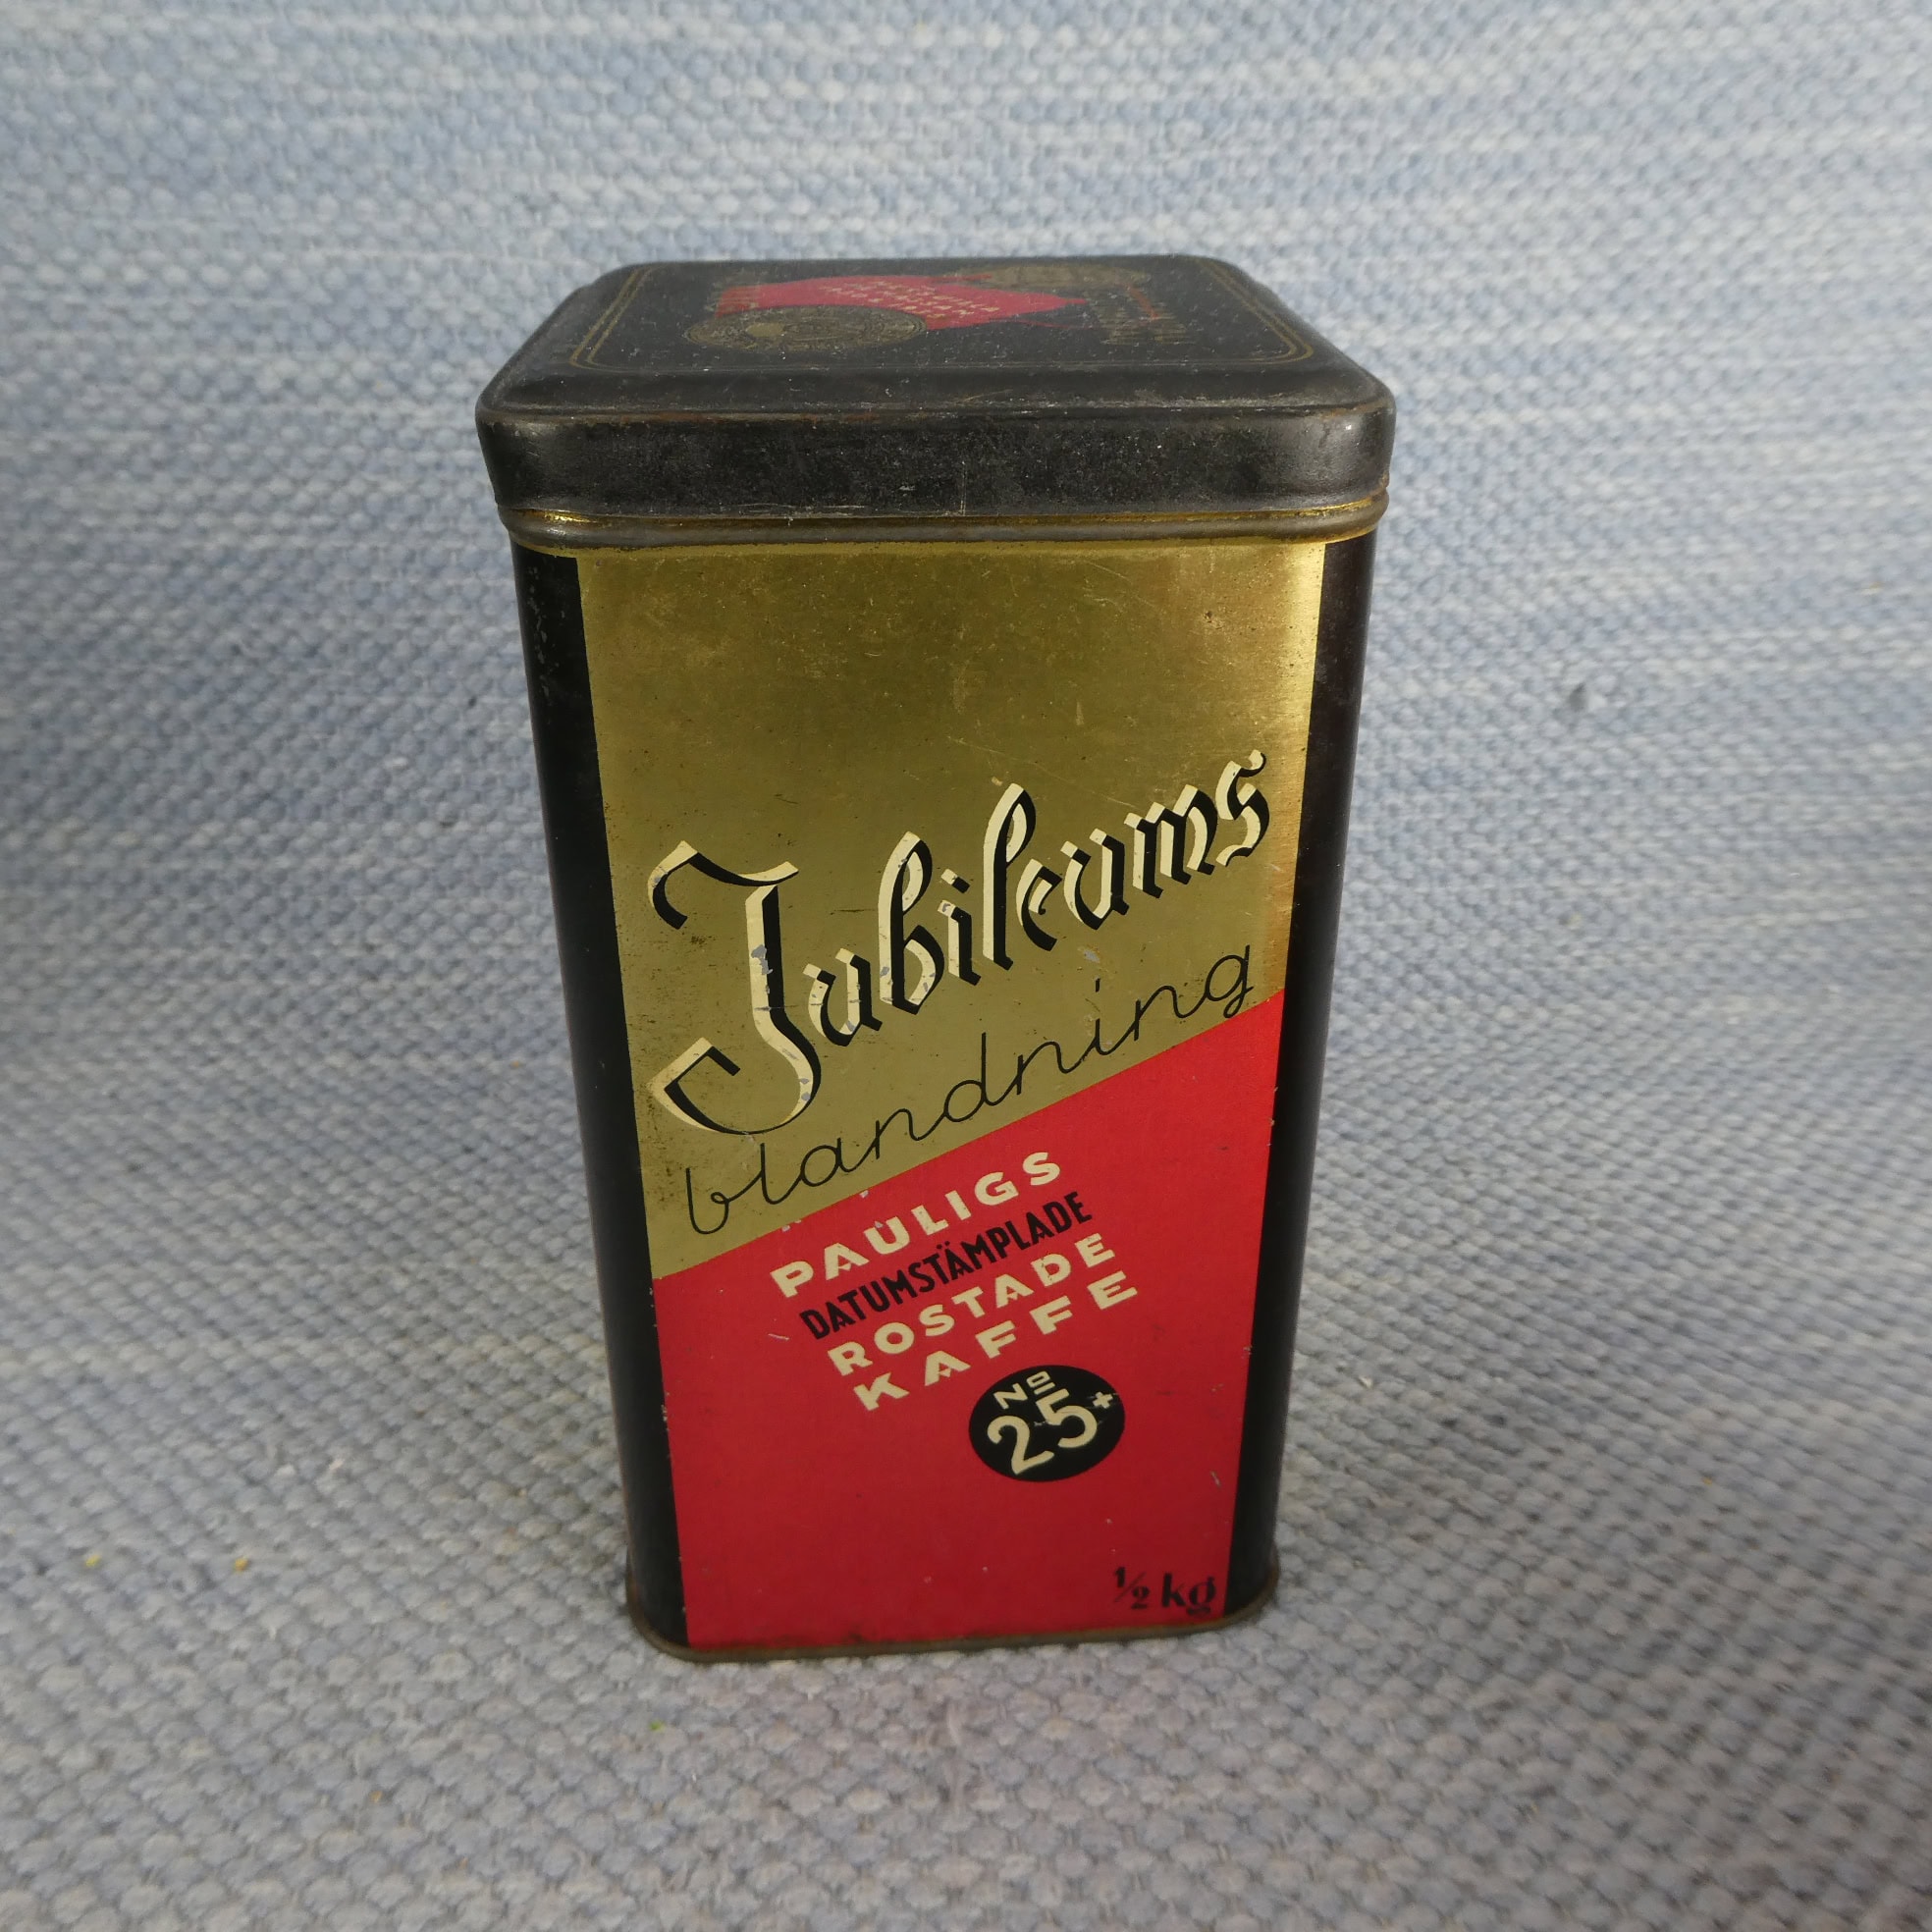 Jubileums
blandning
PAULIGS
DATUMSTÄMPLADE
ROSTADE
KAFFE
No
25+
½ kg